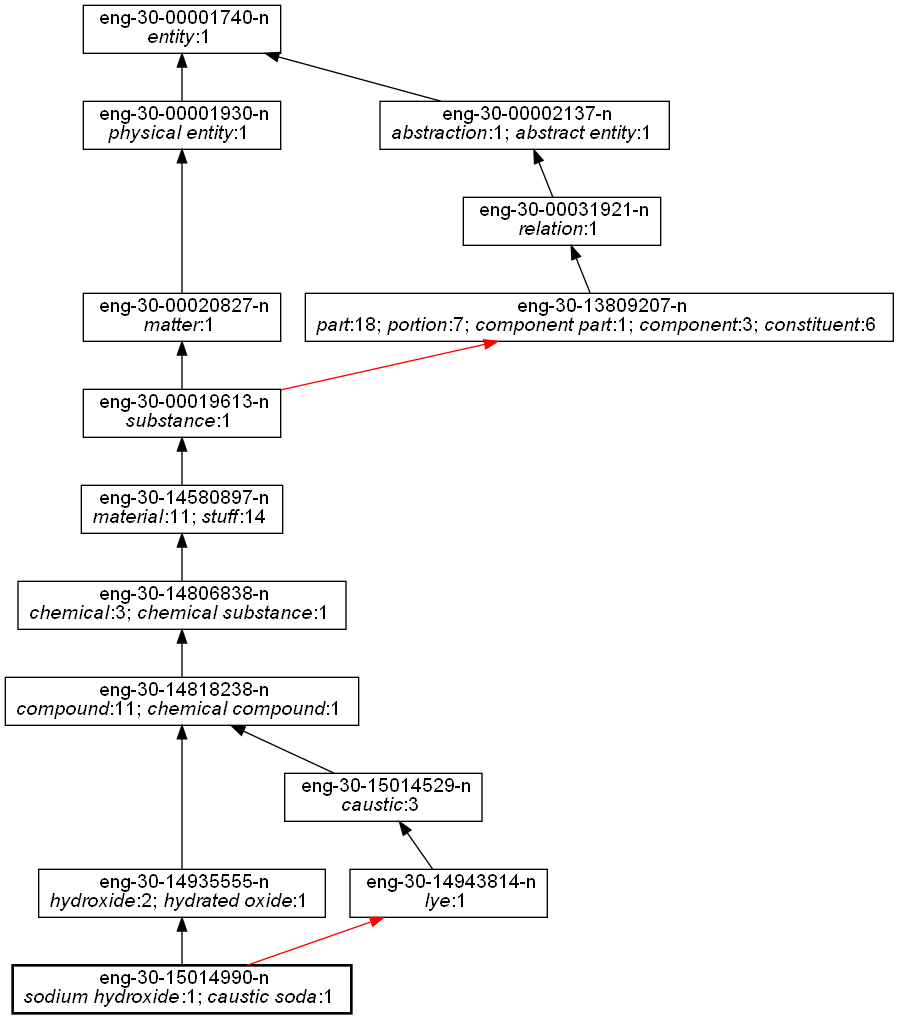 eng-30-00001740-n
entity:1
eng-30-00001930-n
physical entity:1
eng-30-00002137-n
abstraction:1; abstract entity:1
eng-30-00031921-n
relation:1
eng-30-00020827-n
matter:1
eng-30-13809207-n
part:18; portion:7; component part:1; component:3; constituent:6
eng-30-00019613-n
substance:1
eng-30-14580897-n
material:11; stuff:14
eng-30-14806838-n
chemical:3; chemical substance:1
eng-30-14818238-n
compound:11; chemical compound:1
eng-30-15014529-n
caustic:3
eng-30-14935555-n
hydroxide:2; hydrated oxide:1
eng-30-14943814-n
lye:1
eng-30-15014990-n
sodium hydroxide:1; caustic soda:1